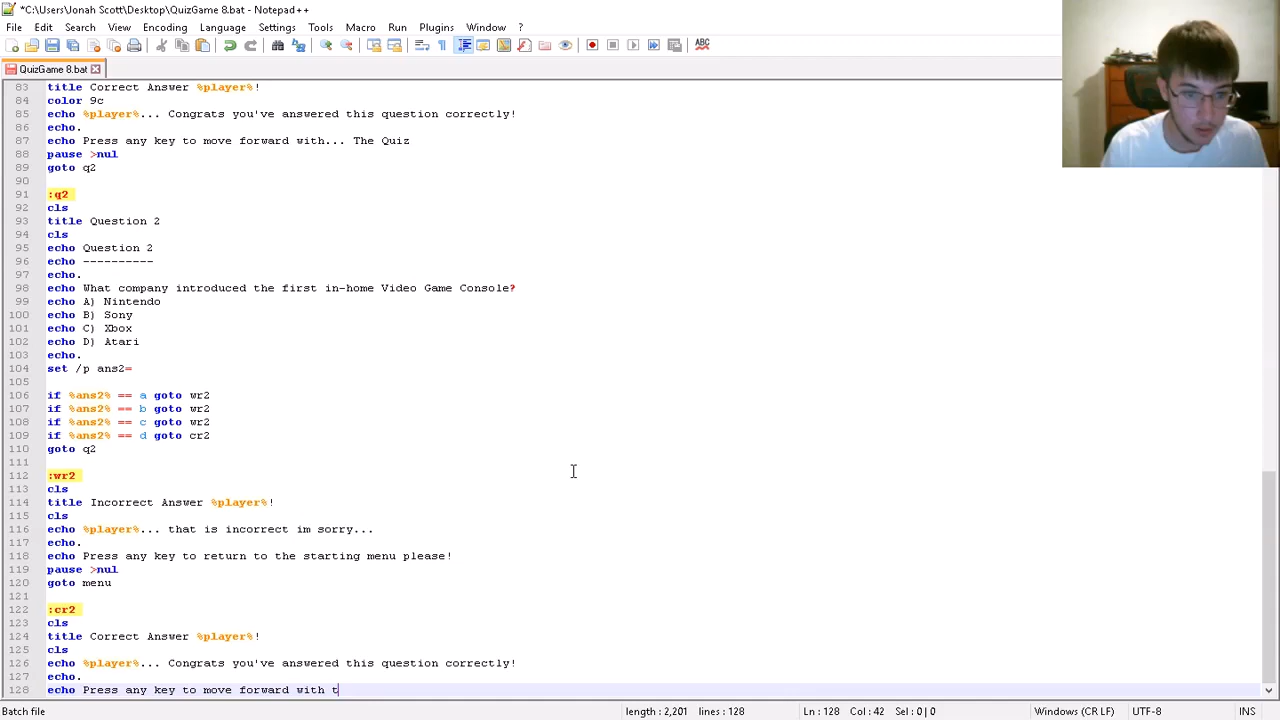 *C:\Users\Jonah Scott\Desktop\QuizGame 8.bat - Notepad++
File Edit Search View Encoding Language Settings Tools Macro Run Plugins Window ?
ABC
QuizGame 8.bat
83 title Correct Answer %player%!
84 color 9c
85 echo %player%... Congrats you've answered this question correctly!
86 echo.
87 echo Press any key to move forward with... The Quiz
88 pause >nul
89 goto q2
90
91 :q2
92 cls
93 title Question 2
94 cls
95 echo Question 2
96 echo ----------
97 echo.
98 echo What company introduced the first in-home Video Game Console?
99 echo A) Nintendo
100 echo B) Sony
101 echo C) Xbox
102 echo D) Atari
103 echo.
104 set /p ans2=
105
106 if %ans2% == a goto wr2
107 if %ans2% == b goto wr2
108 if %ans2% == c goto wr2
109 if %ans2% == d goto cr2
110 goto q2
111
112 :wr2
113 cls
114 title Incorrect Answer %player%!
115 cls
116 echo %player%... that is incorrect im sorry...
117 echo.
118 echo Press any key to return to the starting menu please!
119 pause >nul
120 goto menu
121
122 :cr2
123 cls
124 title Correct Answer %player%!
125 cls
126 echo %player%... Congrats you've answered this question correctly!
127 echo.
128 echo Press any key to move forward with t
Batch file length : 2,201 lines : 128 Ln : 128 Col : 42 Sel : 0 | 0 Windows (CR LF) UTF-8 INS